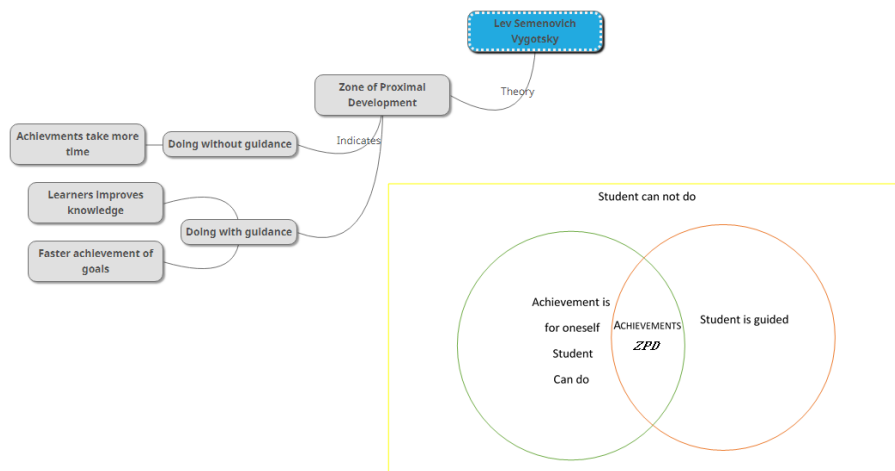 Lev Semenovich
Vygotsky
Theory
Zone of Proximal
Development
Indicates
Achievments take more
time
Doing without guidance
Learners improves
knowledge
Doing with guidance
Faster achievement of
goals
Student can not do
Achievement is
for oneself
Student
Can do
ACHIEVEMENTS
ZPD
Student is guided